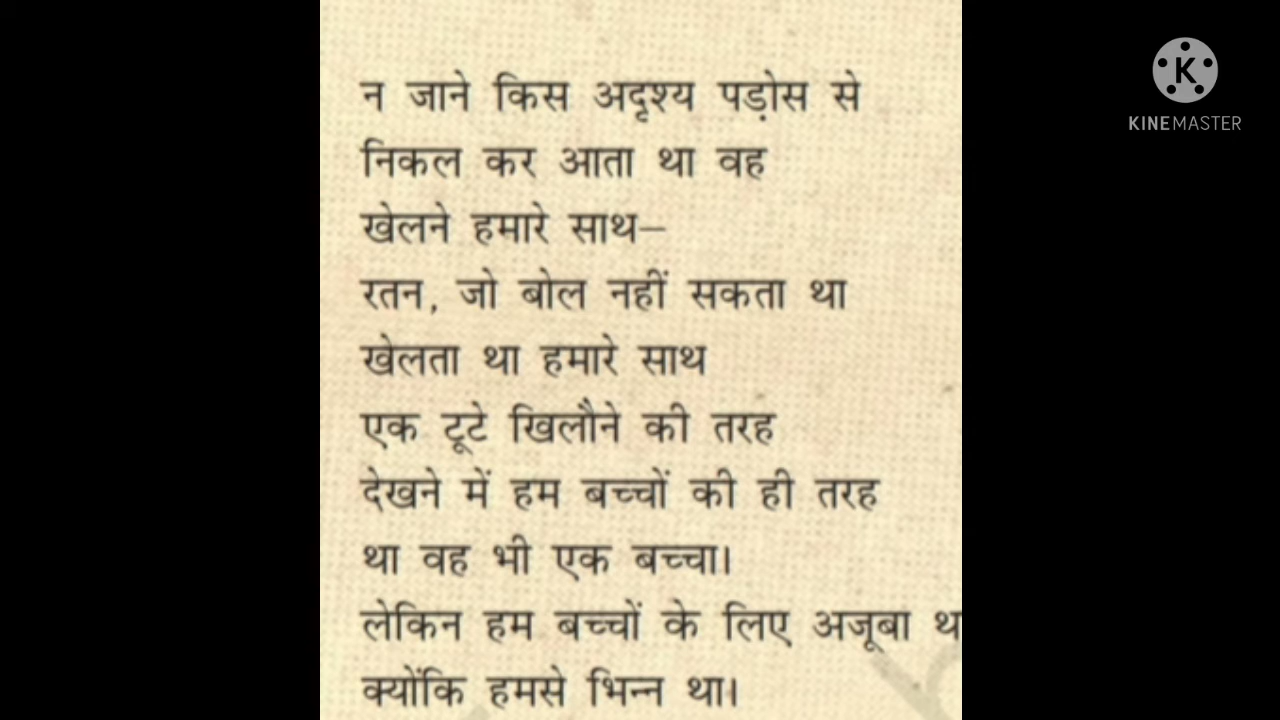 न जाने किस अदृश्य पड़ोस से
निकल कर आता था वह
खेलने हमारे साथ—
रतन, जो बोल नहीं सकता था
खेलता था हमारे साथ
एक टूटे खिलौने की तरह
देखने में हम बच्चों की ही तरह
था वह भी एक बच्चा।
लेकिन हम बच्चों के लिए अजूबा
क्योंकि हमसे भिन्न था।
K
KINEMASTER